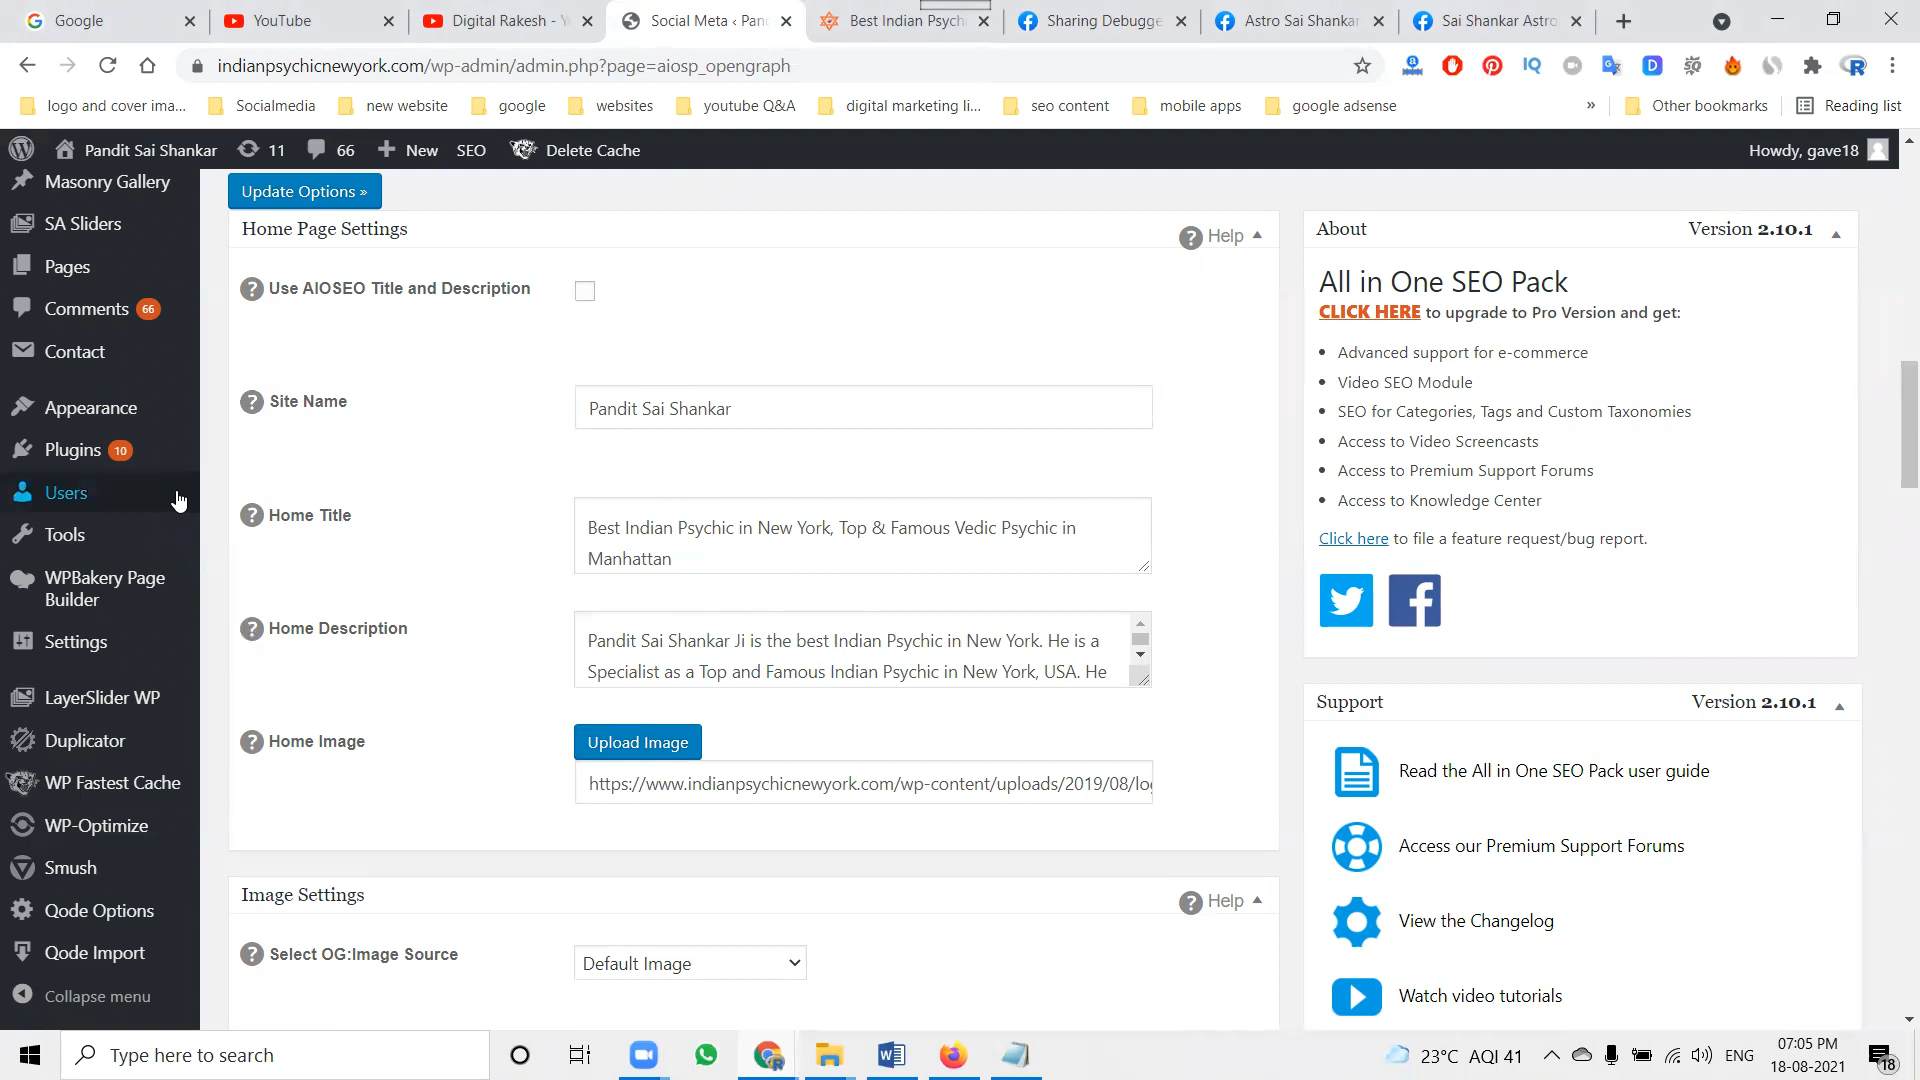 Google
YouTube
Digital Rakesh - Y
Social Meta ‹ Pan
Best Indian Psych
Sharing Debugge
Astro Sai Shankar
Sai Shankar Astro
indianpsychicnewyork.com/wp-admin/admin.php?page=aiosp_opengraph
logo and cover ima...
Socialmedia
new website
google
websites
youtube Q&A
digital marketing li...
seo content
mobile apps
google adsense
»
Other bookmarks
Reading list
Pandit Sai Shankar
11
66
New
SEO
Delete Cache
Howdy, gave18
Masonry Gallery
SA Sliders
Pages
Comments 66
Contact
Appearance
Plugins 10
Users
Tools
WPBakery Page
Builder
Settings
LayerSlider WP
Duplicator
WP Fastest Cache
WP-Optimize
Smush
Qode Options
Qode Import
Collapse menu
Update Options »
Home Page Settings
Help
Use AIOSEO Title and Description
Site Name
Pandit Sai Shankar
Home Title
Best Indian Psychic in New York, Top & Famous Vedic Psychic in
Manhattan
Home Description
Pandit Sai Shankar Ji is the best Indian Psychic in New York. He is a
Specialist as a Top and Famous Indian Psychic in New York, USA. He
Home Image
Upload Image
https://www.indianpsychicnewyork.com/wp-content/uploads/2019/08/lo
Image Settings
Help
Select OG:Image Source
Default Image
About
Version 2.10.1
All in One SEO Pack
CLICK HERE to upgrade to Pro Version and get:
Advanced support for e-commerce
Video SEO Module
SEO for Categories, Tags and Custom Taxonomies
Access to Video Screencasts
Access to Premium Support Forums
Access to Knowledge Center
Click here to file a feature request/bug report.
Support
Version 2.10.1
Read the All in One SEO Pack user guide
Access our Premium Support Forums
View the Changelog
Watch video tutorials
Type here to search
23°C AQI 41
ENG
07:05 PM
18-08-2021
18